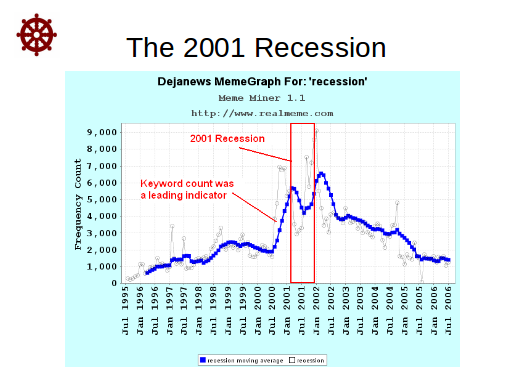 The 2001 Recession
Dejanews MemeGraph For: 'recession'
Meme Miner 1.1
http://www.realmeme.com
Frequency Count
9,000
8,000
7,000
6,000
5,000
4,000
3,000
2,000
1,000
0
2001 Recession
Keyword count was
a leading indicator
Jul 1995
Jan 1996
Jul 1996
Jan 1997
Jul 1997
Jan 1998
Jul 1998
Jan 1999
Jul 1999
Jan 2000
Jul 2000
Jan 2001
Jul 2001
Jan 2002
Jul 2002
Jan 2003
Jul 2003
Jan 2004
Jul 2004
Jan 2005
Jul 2005
Jan 2006
Jul 2006
recession moving average
recession